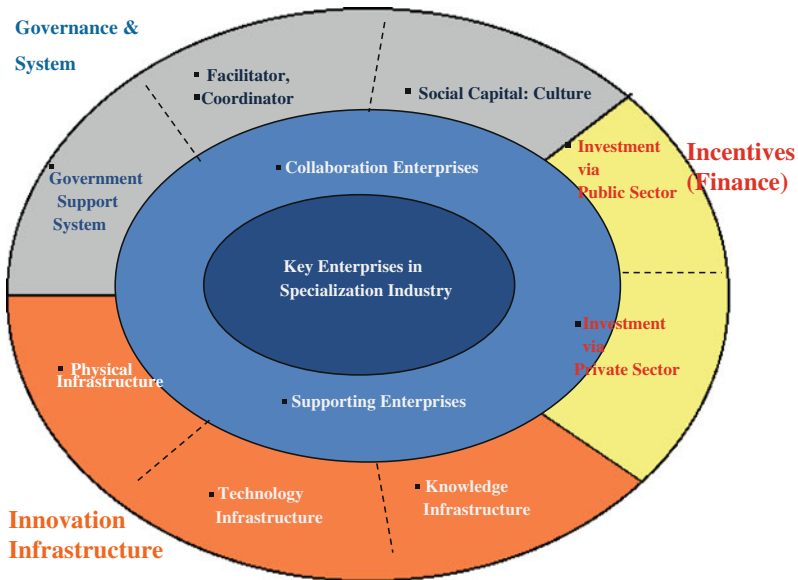 Governance &
System
▪ Facilitator,
▪ Coordinator
▪ Social Capital: Culture
▪ Government
Support
System
▪ Collaboration Enterprises
▪ Investment
via
Public Sector
Incentives
(Finance)
Key Enterprises in
Specialization Industry
▪ Investment
via
Private Sector
▪ Physical
Infrastructure
▪ Supporting Enterprises
▪ Technology
Infrastructure
▪ Knowledge
Infrastructure
Innovation
Infrastructure